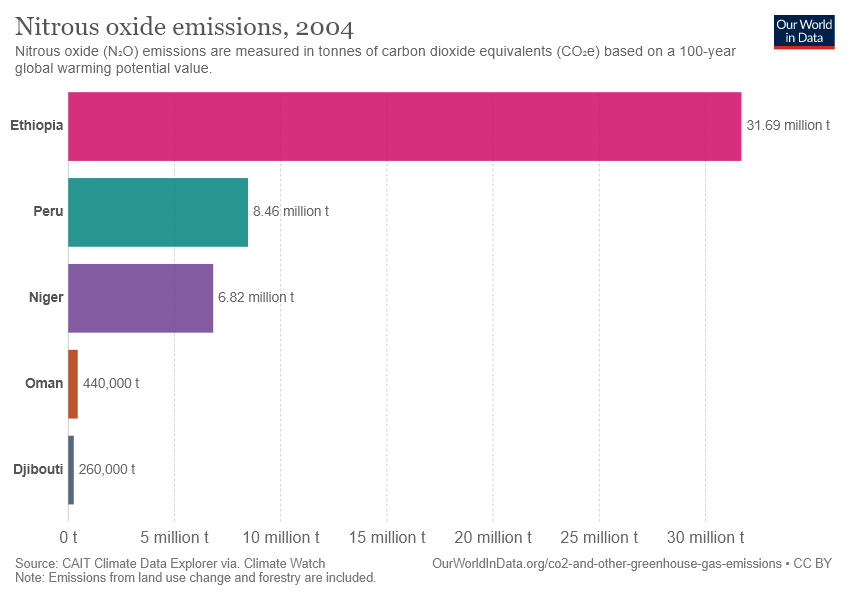 Nitrous oxide emissions, 2004
Our World
in Data
Nitrous oxide (N₂O) emissions are measured in tonnes of carbon dioxide equivalents (CO₂e) based on a 100-year
global warming potential value.
Ethiopia
31.69 million t
Peru
8.46 million t
Niger
6.82 million t
Oman
440,000 t
Djibouti
260,000 t
0 t
5 million t
10 million t
15 million t
20 million t
25 million t
30 million t
Source: CAIT Climate Data Explorer via. Climate Watch
OurWorldInData.org/co2-and-other-greenhouse-gas-emissions • CC BY
Note: Emissions from land use change and forestry are included.